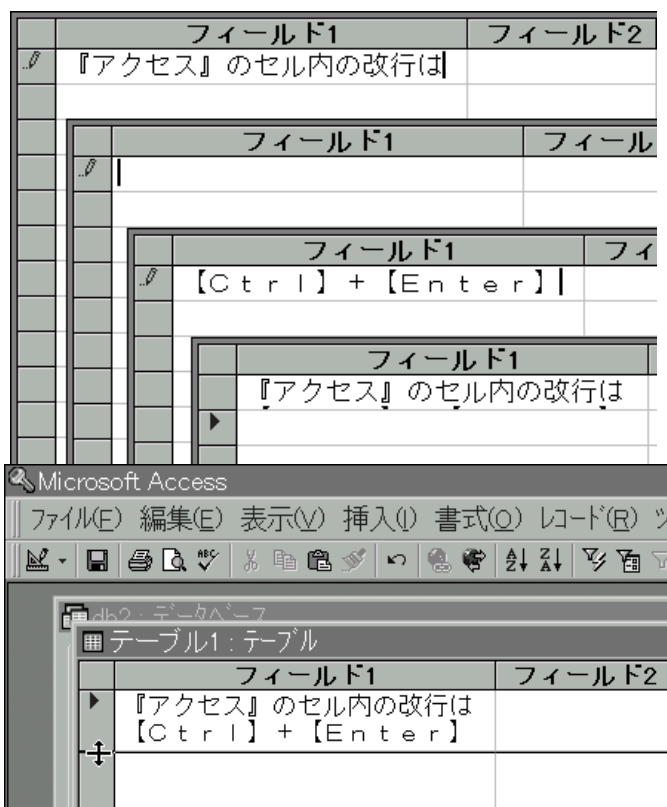 フィールド1 フィールド2
『アクセス』のセル内の改行は
フィールド1 フィール
フィールド1 フィ
【Ｃｔｒｌ】＋【Ｅｎｔｅｒ】
フィールド1
『アクセス』のセル内の改行は
Microsoft Access
ファイル(F) 編集(E) 表示(V) 挿入(I) 書式(O) レコード(R) ツ
db2 : データベース
テーブル1 : テーブル
フィールド1 フィールド2
『アクセス』のセル内の改行は
【Ｃｔｒｌ】＋【Ｅｎｔｅｒ】